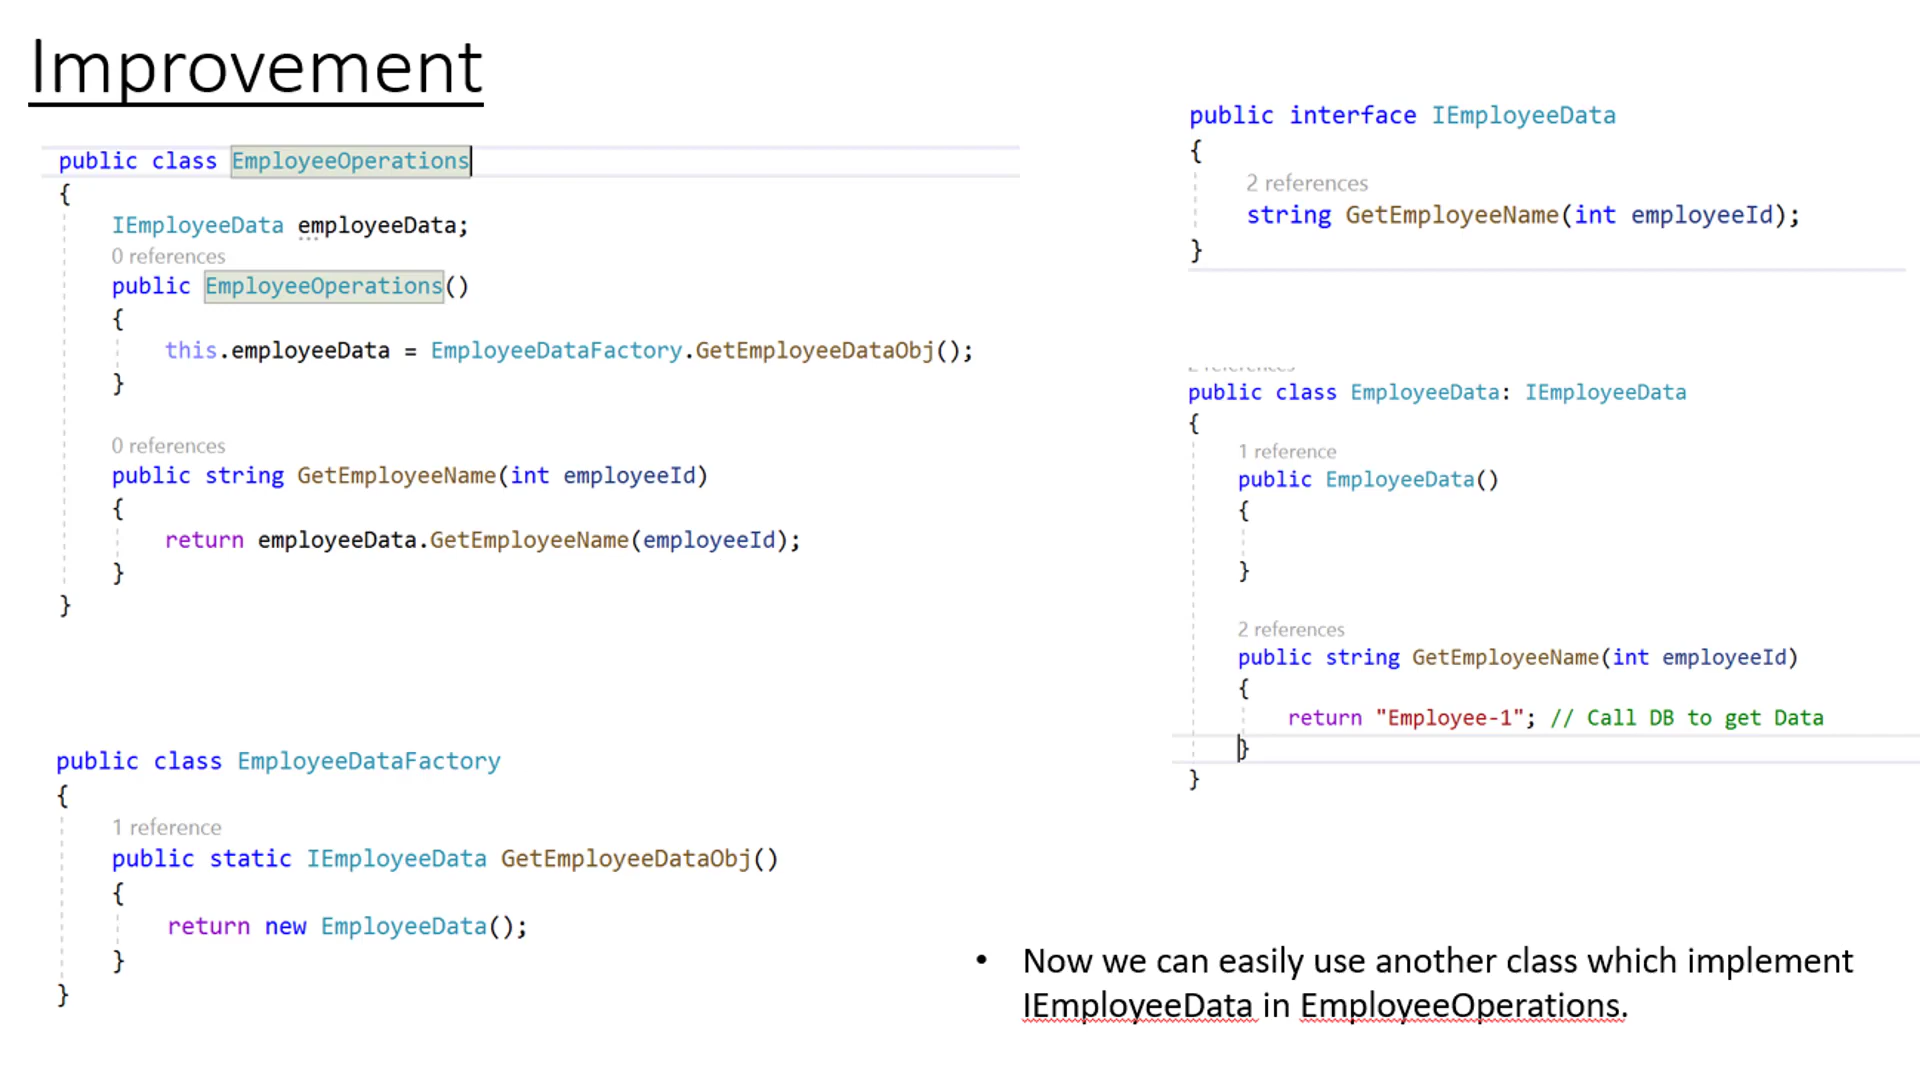 Improvement
public class EmployeeOperations
{
IEmployeeData employeeData;
0 references
public EmployeeOperations()
{
this.employeeData = EmployeeDataFactory.GetEmployeeDataObj();
}
0 references
public string GetEmployeeName(int employeeId)
{
return employeeData.GetEmployeeName(employeeId);
}
}
public class EmployeeDataFactory
{
1 reference
public static IEmployeeData GetEmployeeDataObj()
{
return new EmployeeData();
}
}
public interface IEmployeeData
{
2 references
string GetEmployeeName(int employeeId);
}
public class EmployeeData: IEmployeeData
{
1 reference
public EmployeeData()
{
}
2 references
public string GetEmployeeName(int employeeId)
{
return "Employee-1"; // Call DB to get Data
}
}
• Now we can easily use another class which implement
IEmployeeData in EmployeeOperations.